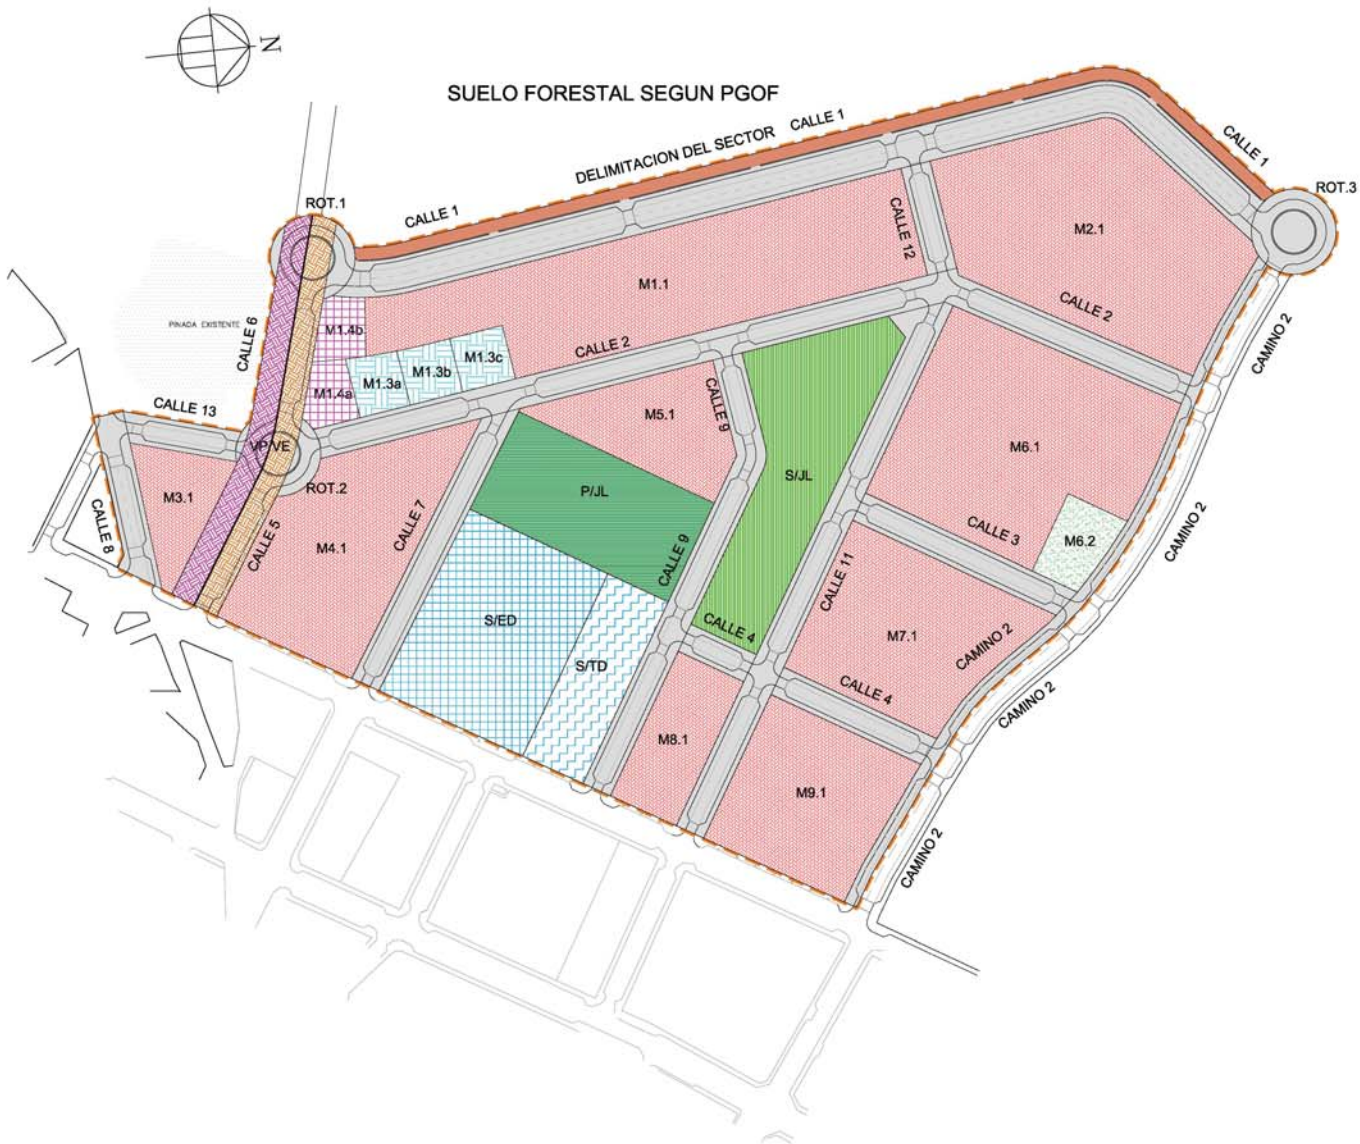 N
SUELO FORESTAL SEGUN PGOF
DELIMITACION DEL SECTOR
CALLE 1
CALLE 1
CALLE 1
ROT.3
ROT.1
CALLE 12
M2.1
M1.1
CALLE 2
CAMINO 2
PINADA EXISTENTE
CALLE 6
M1.4b
M1.4a
M1.3a
M1.3b
M1.3c
CALLE 2
CALLE 9
CALLE 13
M5.1
M6.1
VP/VE
ROT.2
M3.1
CALLE 8
CALLE 5
M4.1
CALLE 7
P/JL
S/JL
CALLE 3
M6.2
CAMINO 2
CALLE 9
CALLE 11
S/ED
S/TD
CALLE 4
M7.1
CAMINO 2
CALLE 4
CAMINO 2
M8.1
M9.1
CAMINO 2